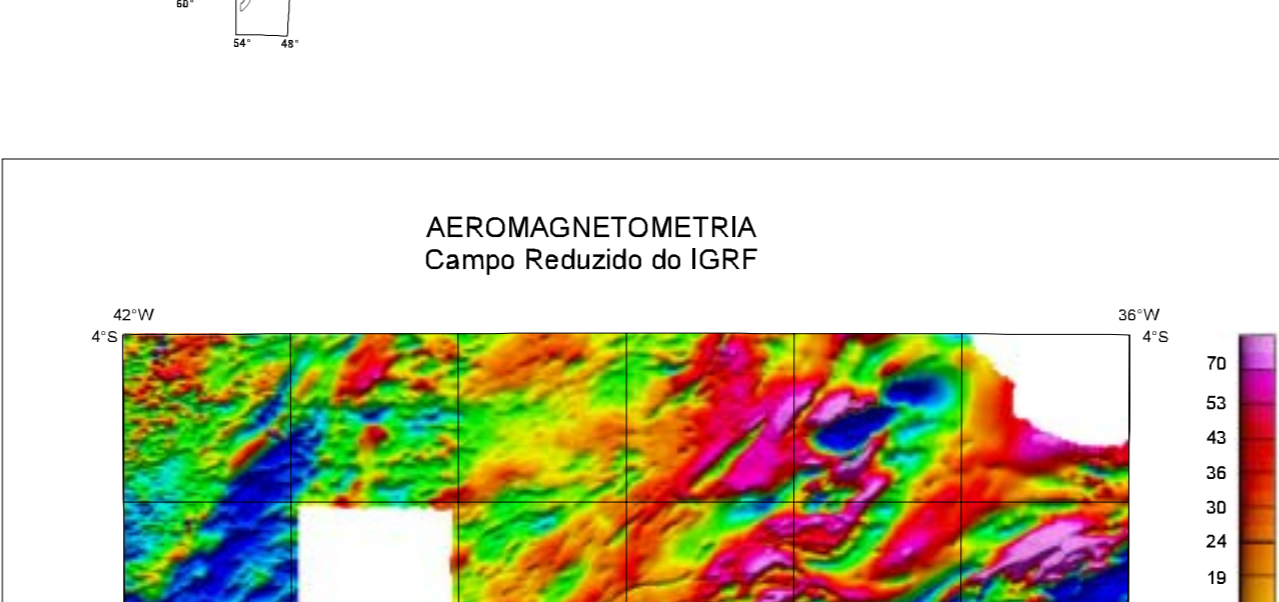 60°
54° 48°
AEROMAGNETOMETRIA
Campo Reduzido do IGRF
42°W 36°W
4°S 4°S
70
53
43
36
30
24
19